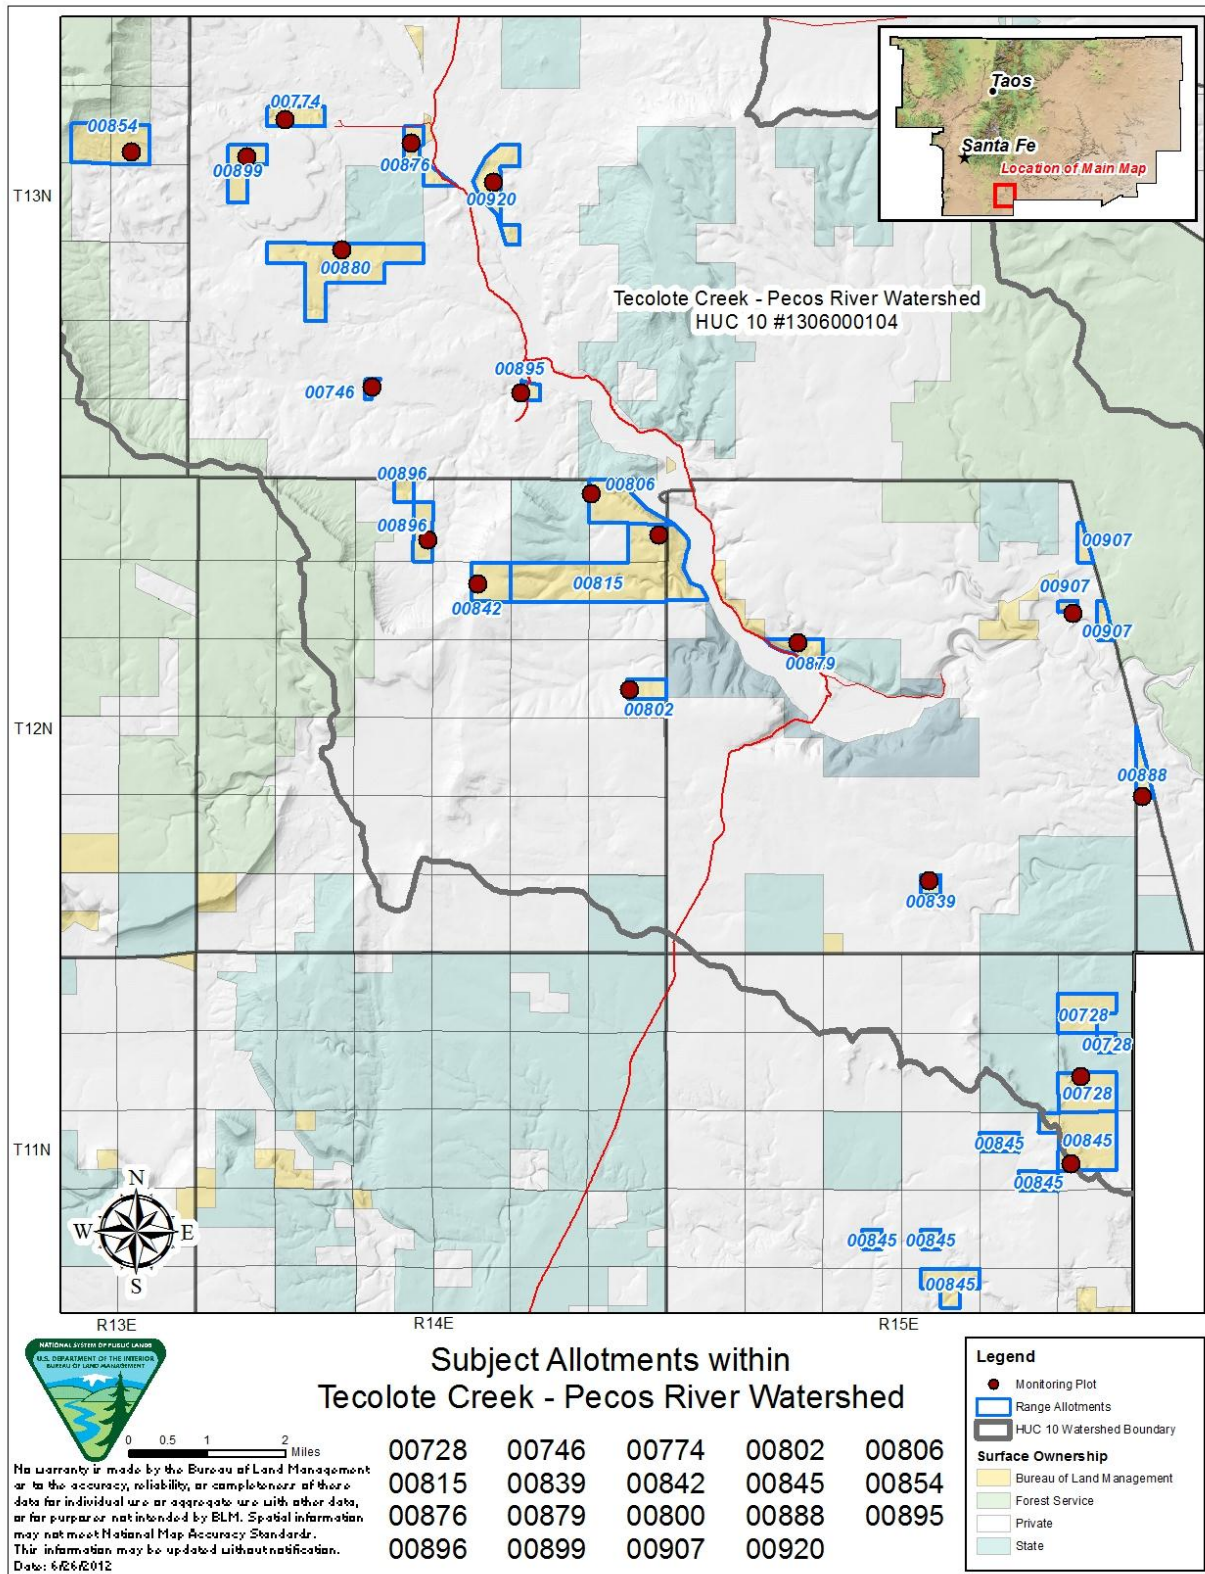 Taos
Santa Fe
Location of Main Map
T13N
T12N
T11N
00774
00854
00899
00876
00920
00880
Tecolote Creek - Pecos River Watershed
HUC 10 #1306000104
00895
00746
00896
00806
00896
00907
00815
00842
00907
00907
00879
00802
00888
00839
00728
00728
00728
00845
00845
00845
00845
00845
00845
N
W E
S
R13E
R14E
R15E
NATIONAL SYSTEM OF PUBLIC LANDS
U.S. DEPARTMENT OF THE INTERIOR
BUREAU OF LAND MANAGEMENT
0 0.5 1 2
Miles
No warranty is made by the Bureau of Land Management
as to the accuracy, reliability, or completeness of these
data for individual use or aggregate use with other data,
or for purposes not intended by BLM. Spatial information
may not meet National Map Accuracy Standards.
This information may be updated without notification.
Date: 6/26/2012
Subject Allotments within
Tecolote Creek - Pecos River Watershed
00728 00746 00774 00802 00806
00815 00839 00842 00845 00854
00876 00879 00800 00888 00895
00896 00899 00907 00920
Legend
Monitoring Plot
Range Allotments
HUC 10 Watershed Boundary
Surface Ownership
Bureau of Land Management
Forest Service
Private
State